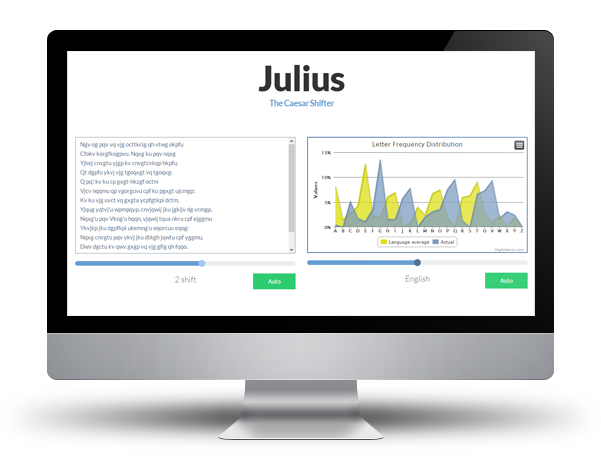 Julius
The Caesar Shifter
Ngv og pqv vq vjg octtkcig qh vtwg okpfu
Cfokv korgfkogpvu. Nqxg ku pqv nqxg
Yjkej cnvgtu yjgp kv cnvgtcvkqp hkpfu,
Qt dgpfu ykvj vjg tgoqxgt vq tgoqxg:
Q pq! kv ku cp gxgt-hkzgf octm
Vjcv nqqmu qp vgorguvu cpf ku pgxgt ujcmgp;
Kv ku vjg uvct vq gxgta ycpfgtkpi dctm,
Yjqug yqtvj'u wpmpqyp, cnvjqwij jku jgkijv dg vcmgp.
Nqxg'u pqv Vkog'u hqqn, vjqwij tqua nkru cpf ejggmu
Ykvjkp jku dgpfkpi ukemng'u eqorcuu eqog;
Nqxg cnvgtu pqv ykvj jku dtkgh jqwtu cpf yggmu,
Dwv dgctu kv qwv gxgp vq vjg gfig qh fqqo.
2 shift
Auto
Letter Frequency Distribution
Values
15%
10%
5%
0%
A B C D E F G H I J K L M N O P Q R S T U V W X Y Z
Language average Actual
Highcharts.com
English
Auto